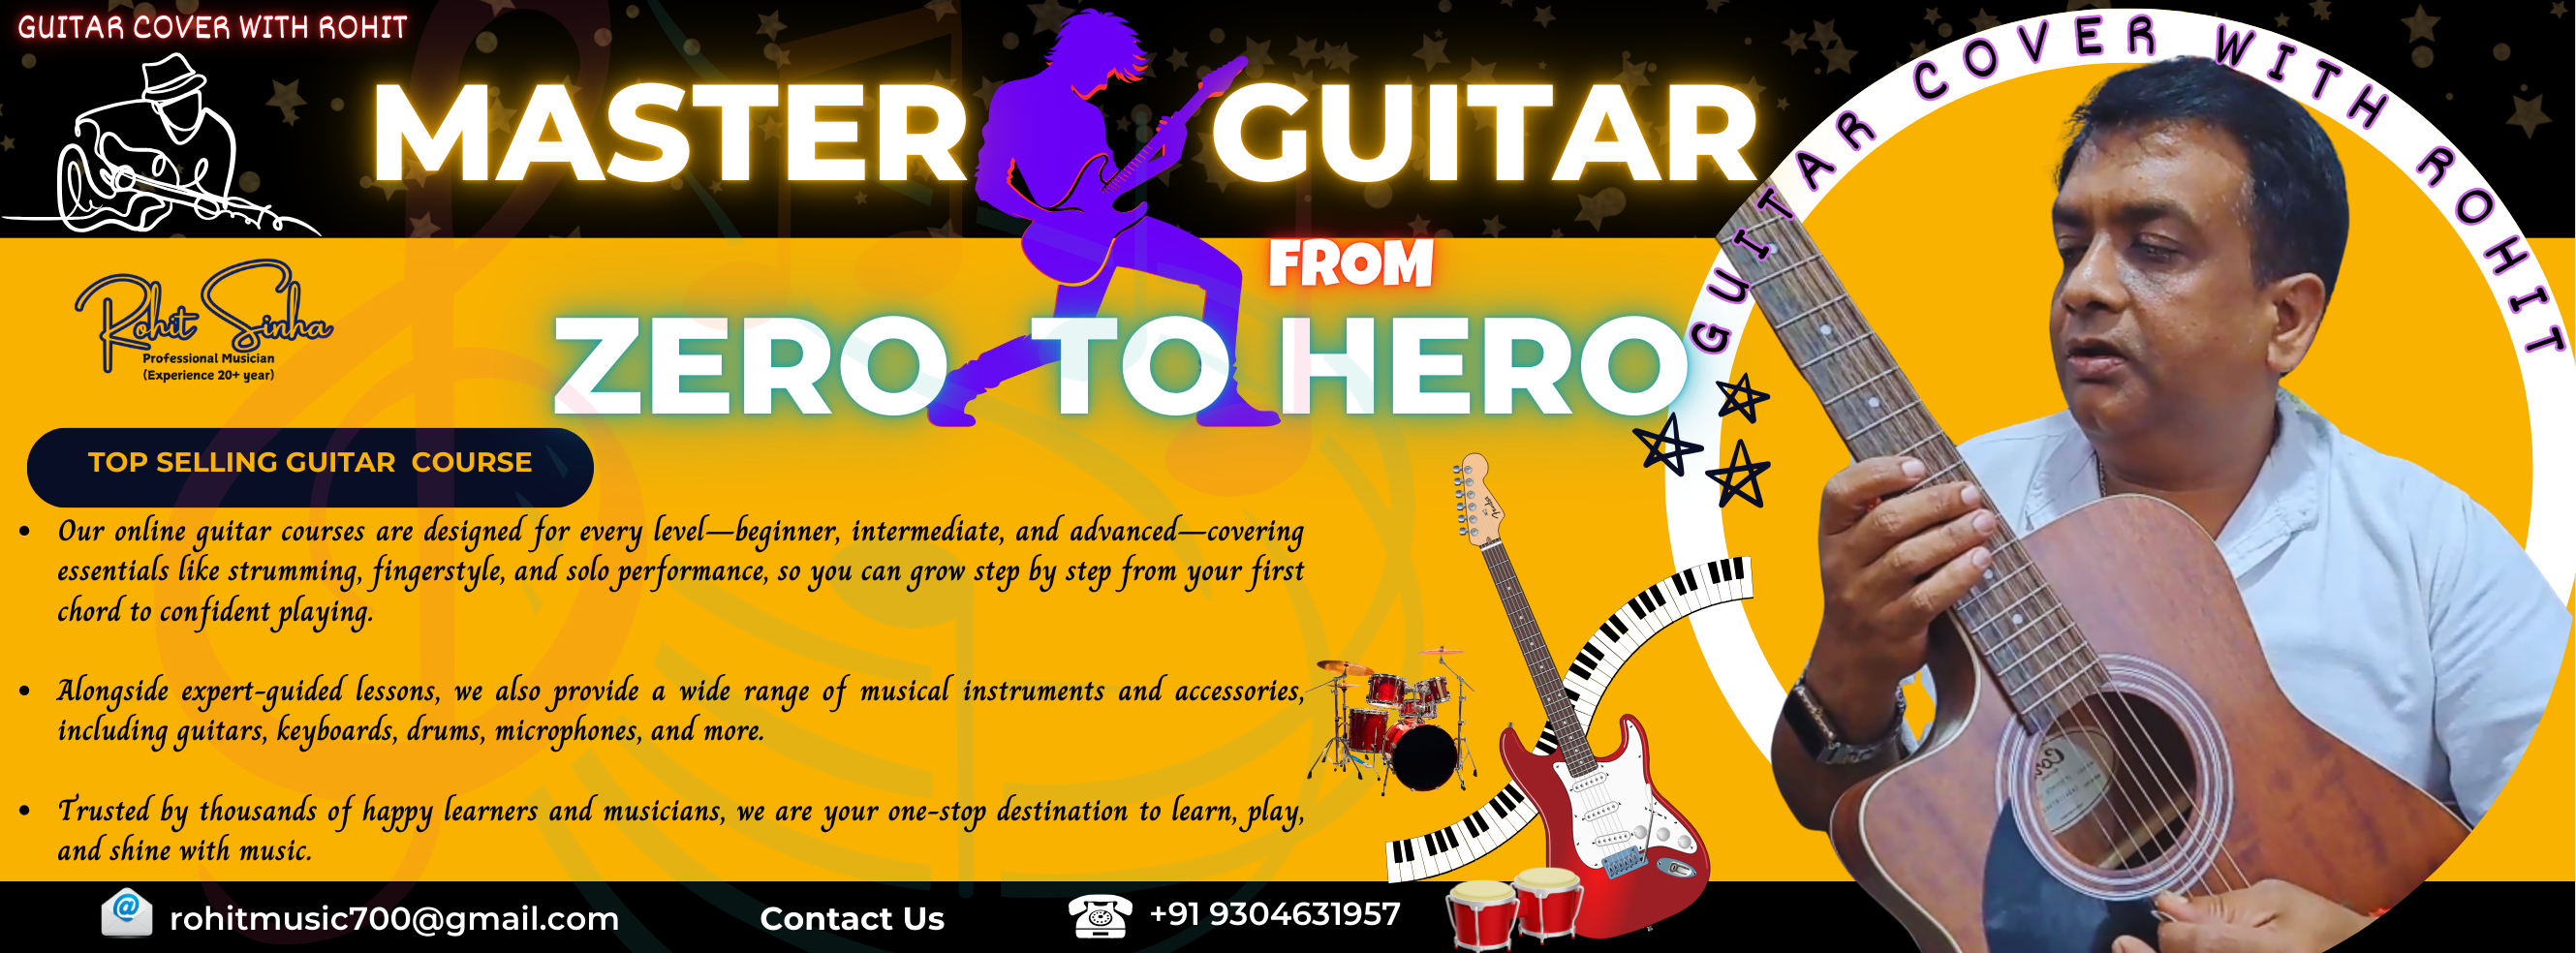 GUITAR COVER WITH ROHIT
MASTER GUITAR
FROM
ZERO TO HERO
GUITAR COVER WITH ROHIT
Rohit Sinha
Professional Musician
(Experience 20+ year)
TOP SELLING GUITAR COURSE
• Our online guitar courses are designed for every level—beginner, intermediate, and advanced—covering
essentials like strumming, fingerstyle, and solo performance, so you can grow step by step from your first
chord to confident playing.
• Alongside expert-guided lessons, we also provide a wide range of musical instruments and accessories,
including guitars, keyboards, drums, microphones, and more.
• Trusted by thousands of happy learners and musicians, we are your one-stop destination to learn, play,
and shine with music.
Fender
@
rohitmusic700@gmail.com
Contact Us
+91 9304631957